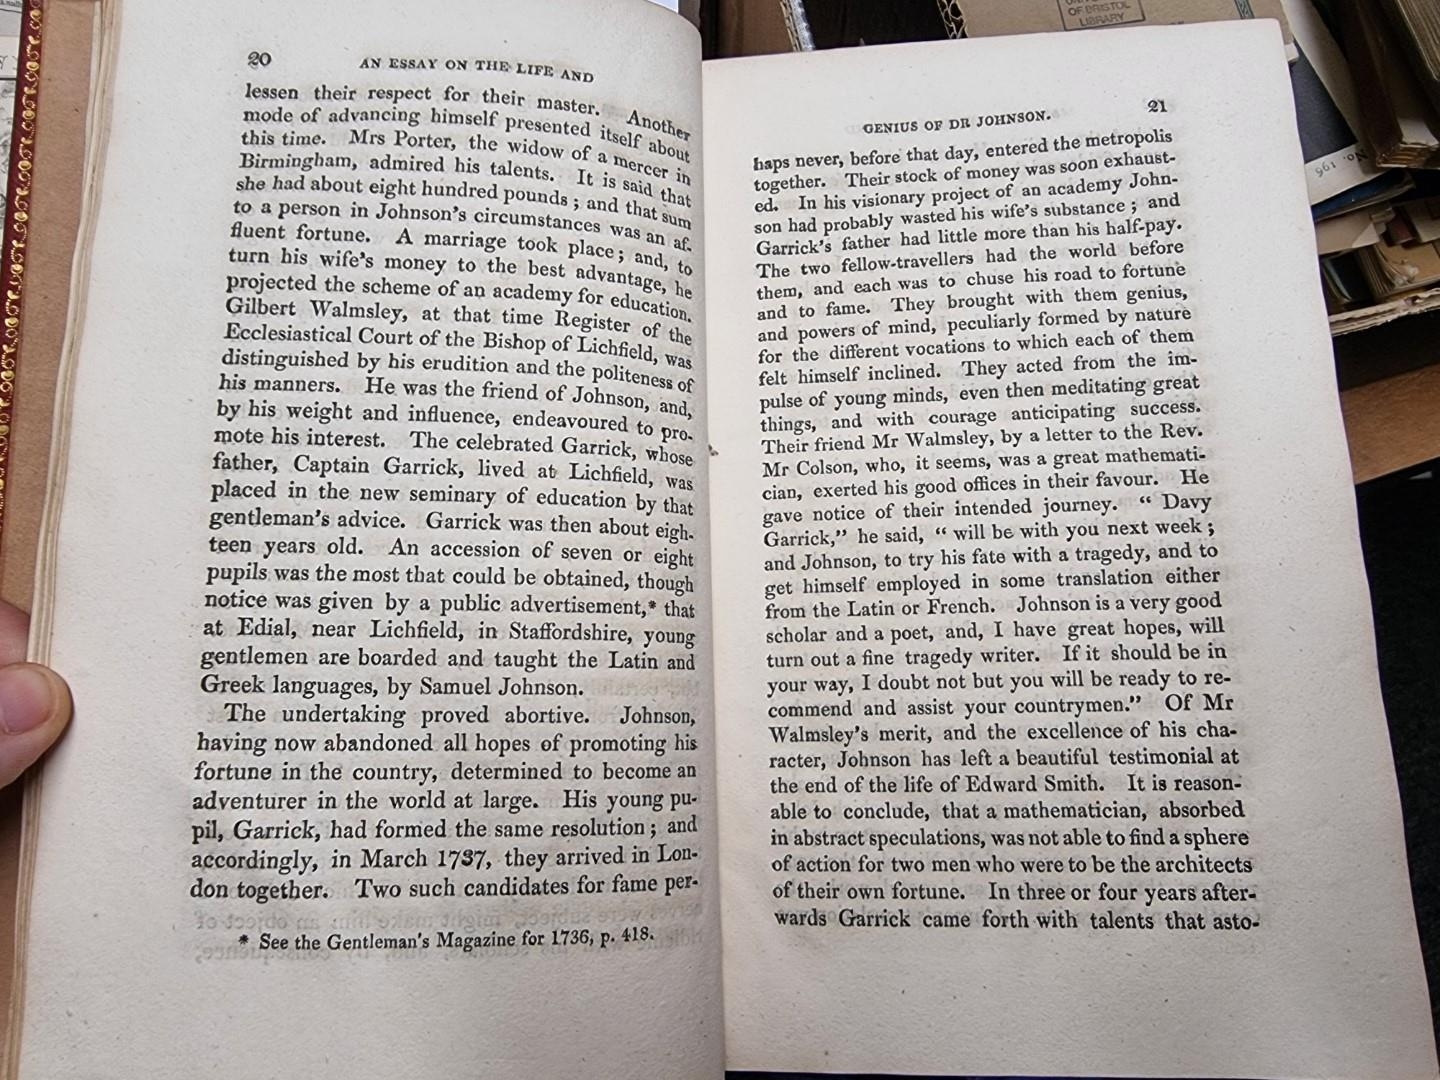 20
AN ESSAY ON THE LIFE AND
lessen their respect for their master. Another
mode of advancing himself presented itself about
this time. Mrs Porter, the widow of a mercer in
Birmingham, admired his talents. It is said that
she had about eight hundred pounds; and that sum
to a person in Johnson's circumstances was an af-
fluent fortune. A marriage took place; and, to
turn his wife's money to the best advantage, he
projected the scheme of an academy for education.
Gilbert Walmsley, at that time Register of the
Ecclesiastical Court of the Bishop of Lichfield, was
distinguished by his erudition and the politeness of
his manners. He was the friend of Johnson, and,
by his weight and influence, endeavoured to pro-
mote his interest. The celebrated Garrick, whose
father, Captain Garrick, lived at Lichfield, was
placed in the new seminary of education by that
gentleman's advice. Garrick was then about eigh-
teen years old. An accession of seven or eight
pupils was the most that could be obtained, though
notice was given by a public advertisement,* that
at Edial, near Lichfield, in Staffordshire, young
gentlemen are boarded and taught the Latin and
Greek languages, by Samuel Johnson.
The undertaking proved abortive. Johnson,
having now abandoned all hopes of promoting his
fortune in the country, determined to become an
adventurer in the world at large. His young pu-
pil, Garrick, had formed the same resolution; and
accordingly, in March 1737, they arrived in Lon-
don together. Two such candidates for fame per-
* See the Gentleman's Magazine for 1736, p. 418.
GENIUS OF DR JOHNSON.
21
haps never, before that day, entered the metropolis
together. Their stock of money was soon exhaust-
ed. In his visionary project of an academy John-
son had probably wasted his wife's substance; and
Garrick's father had little more than his half-pay.
The two fellow-travellers had the world before
them, and each was to chuse his road to fortune
and to fame. They brought with them genius,
and powers of mind, peculiarly formed by nature
for the different vocations to which each of them
felt himself inclined. They acted from the im-
pulse of young minds, even then meditating great
things, and with courage anticipating success.
Their friend Mr Walmsley, by a letter to the Rev.
Mr Colson, who, it seems, was a great mathemati-
cian, exerted his good offices in their favour. He
gave notice of their intended journey. "Davy
Garrick," he said, "will be with you next week;
and Johnson, to try his fate with a tragedy, and to
get himself employed in some translation either
from the Latin or French. Johnson is a very good
scholar and a poet, and, I have great hopes, will
turn out a fine tragedy writer. If it should be in
your way, I doubt not but you will be ready to re-
commend and assist your countrymen." Of Mr
Walmsley's merit, and the excellence of his cha-
racter, Johnson has left a beautiful testimonial at
the end of the life of Edward Smith. It is reason-
able to conclude, that a mathematician, absorbed
in abstract speculations, was not able to find a sphere
of action for two men who were to be the architects
of their own fortune. In three or four years after-
wards Garrick came forth with talents that asto-
OF BRISTOL
LIBRARY
No. 195